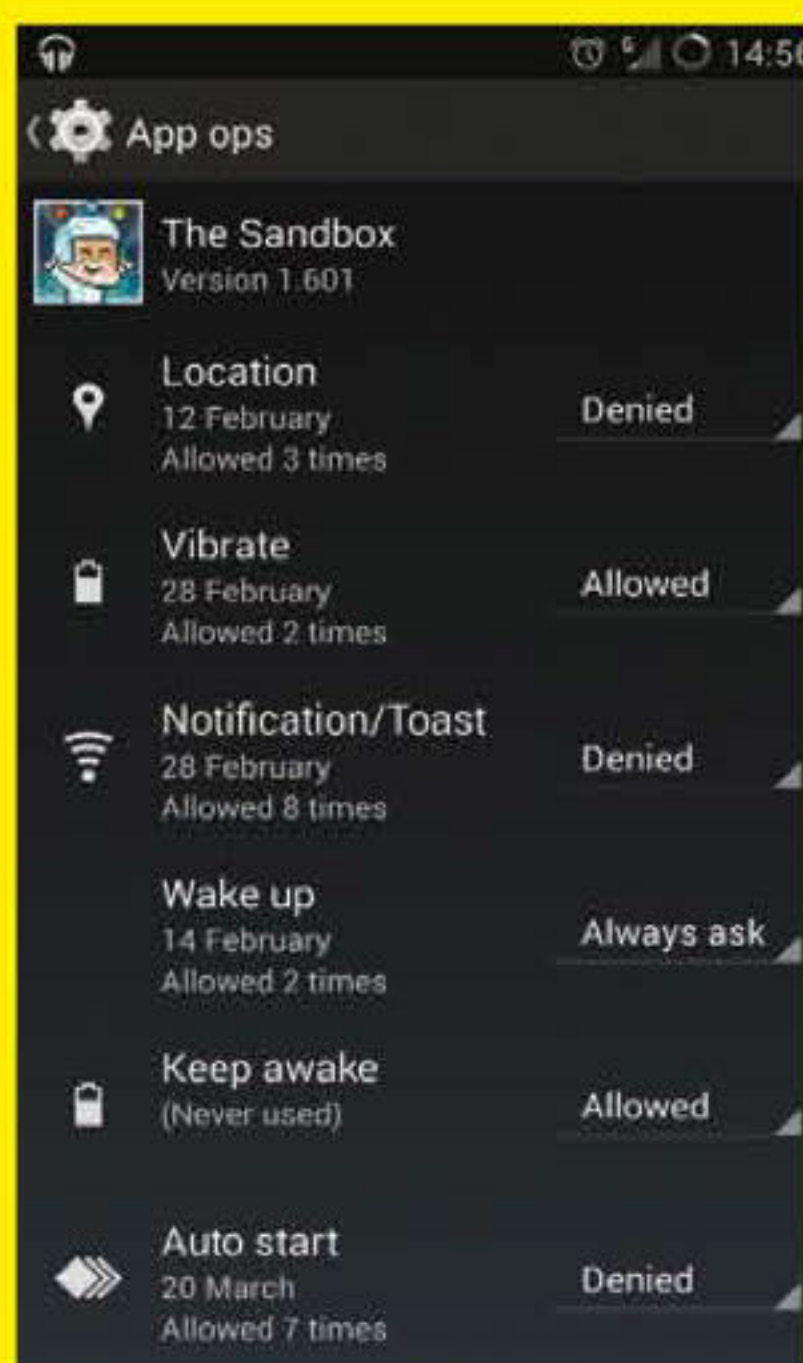 14:56
App ops
The Sandbox
Version 1.601
Location
12 February
Allowed 3 times
Denied
Vibrate
28 February
Allowed 2 times
Allowed
Notification/Toast
28 February
Allowed 8 times
Denied
Wake up
14 February
Allowed 2 times
Always ask
Keep awake
(Never used)
Allowed
Auto start
20 March
Allowed 7 times
Denied